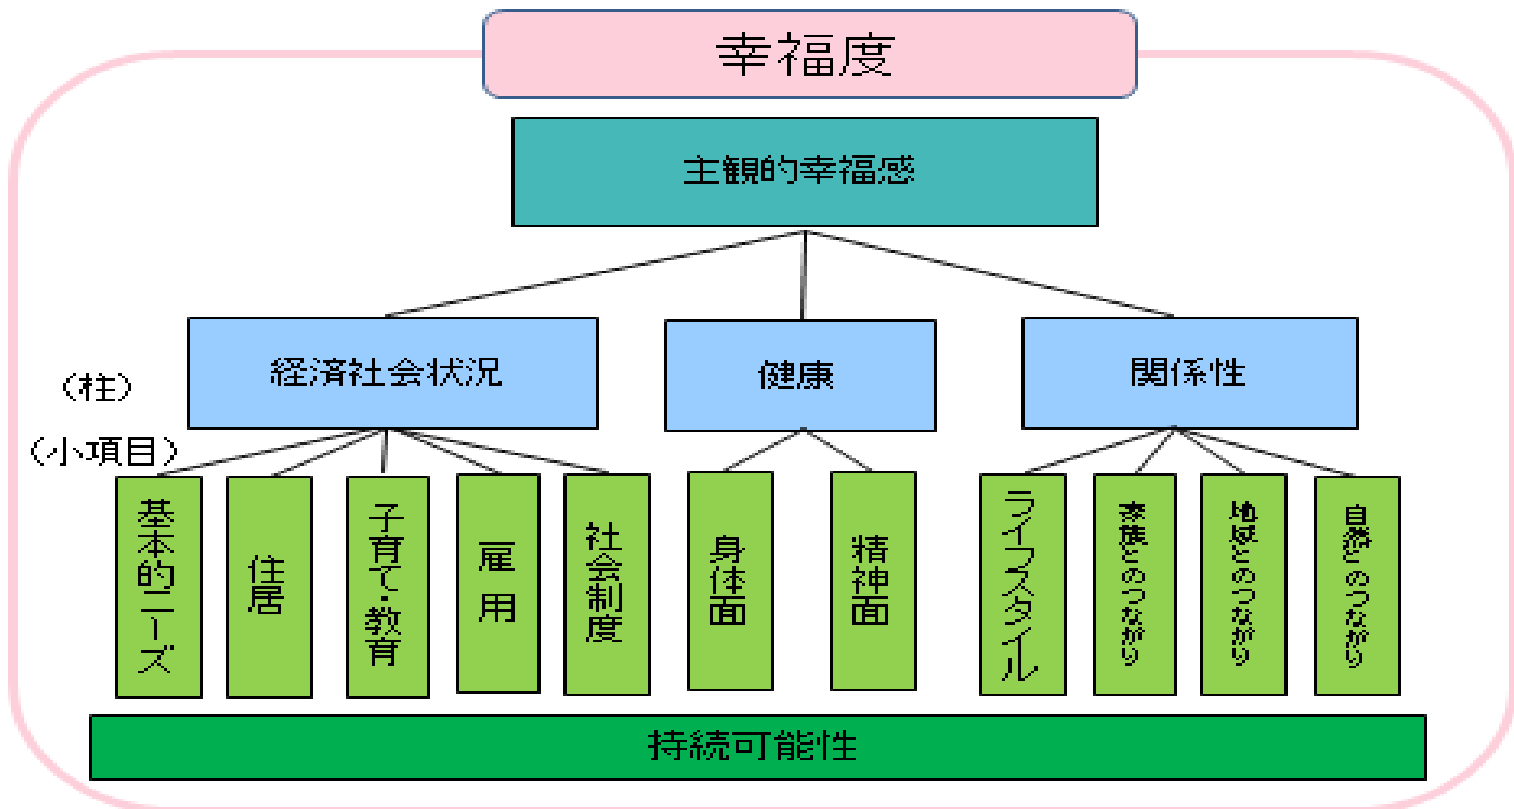 幸福度
主観的幸福感
経済社会状況
健康
関係性
（柱）
（小項目）
基本的ニーズ
住居
子育て・教育
雇用
社会制度
身体面
精神面
ライフスタイル
家族とのつながり
地域とのつながり
自然とのつながり
持続可能性